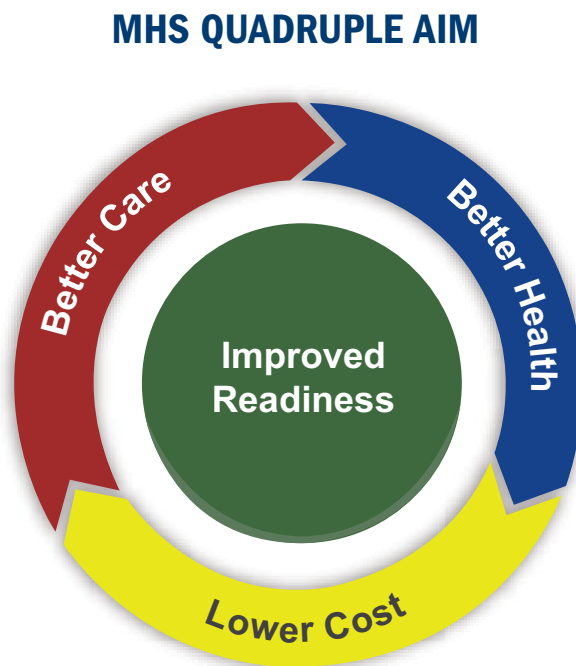 MHS QUADRUPLE AIM
Better Care
Better Health
Improved
Readiness
Lower Cost